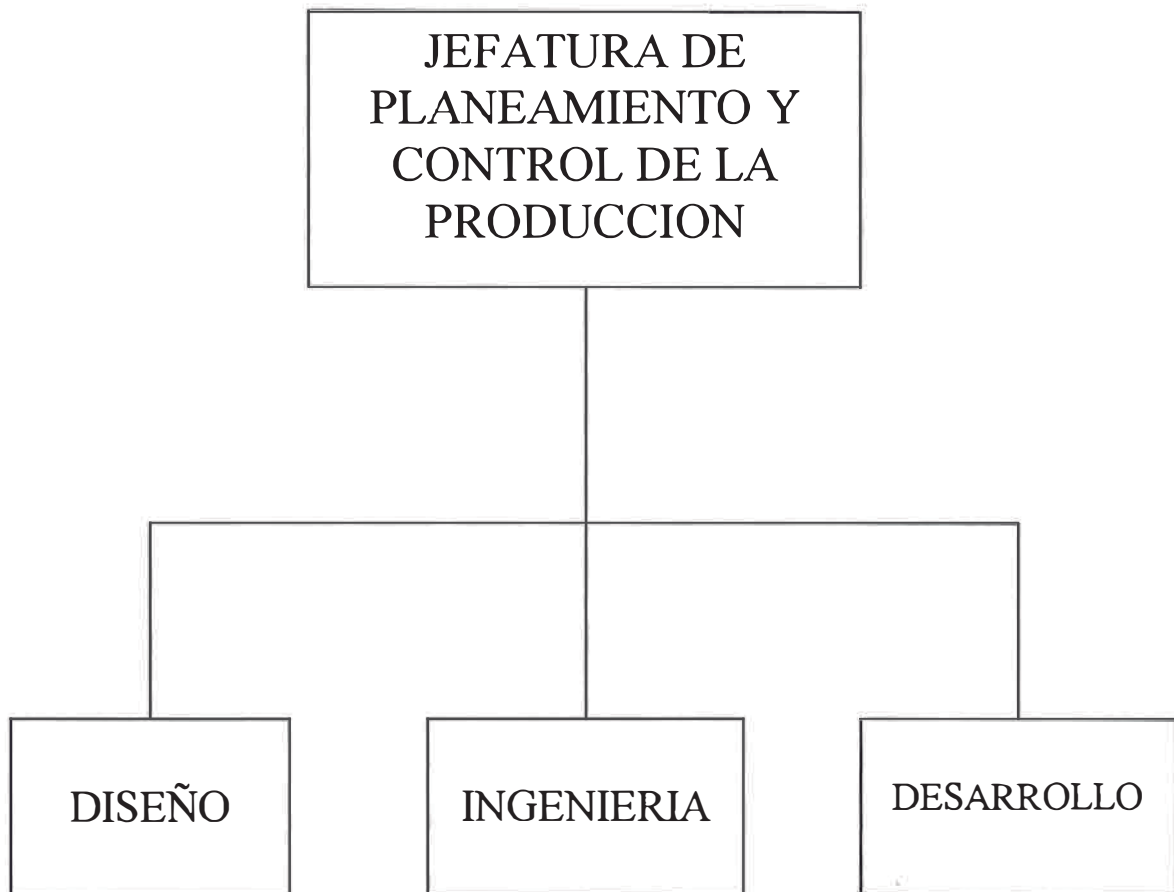 JEFATURA DE
PLANEAMIENTO Y
CONTROL DE LA
PRODUCCION
DISEÑO
INGENIERIA
DESARROLLO